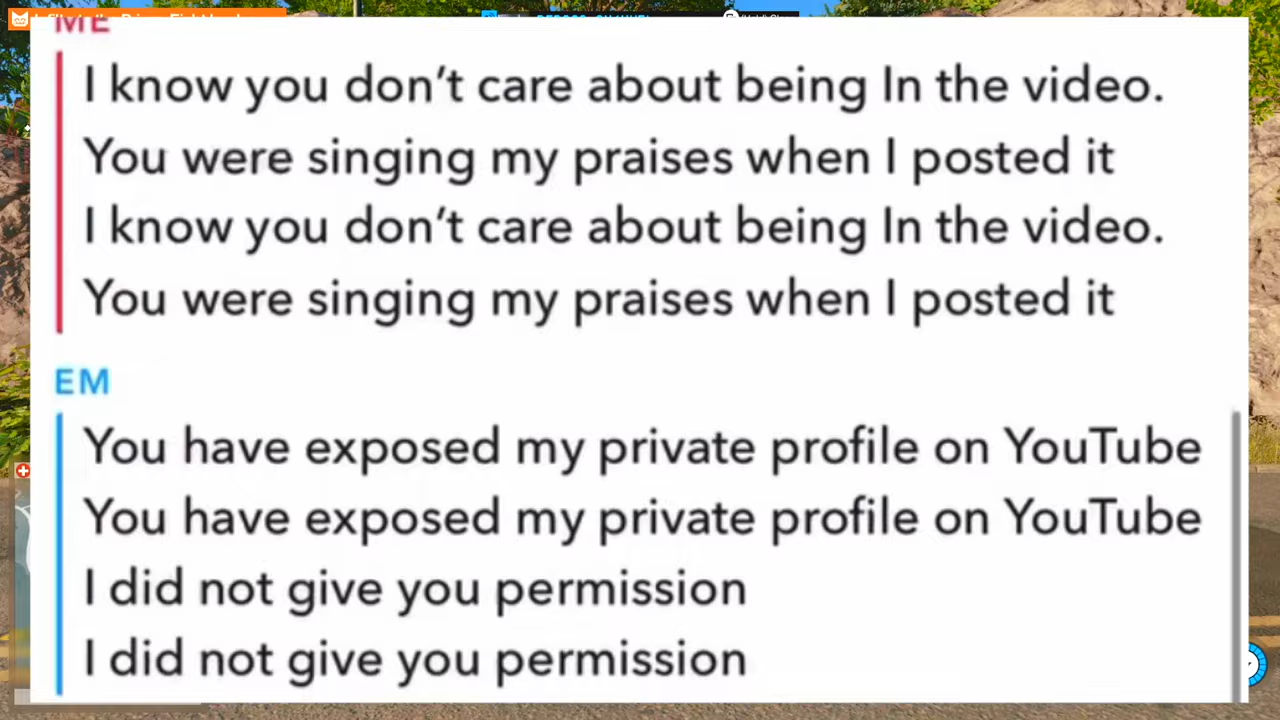 ME
I know you don’t care about being In the video.
You were singing my praises when I posted it
I know you don’t care about being In the video.
You were singing my praises when I posted it
EM
You have exposed my private profile on YouTube
You have exposed my private profile on YouTube
I did not give you permission
I did not give you permission